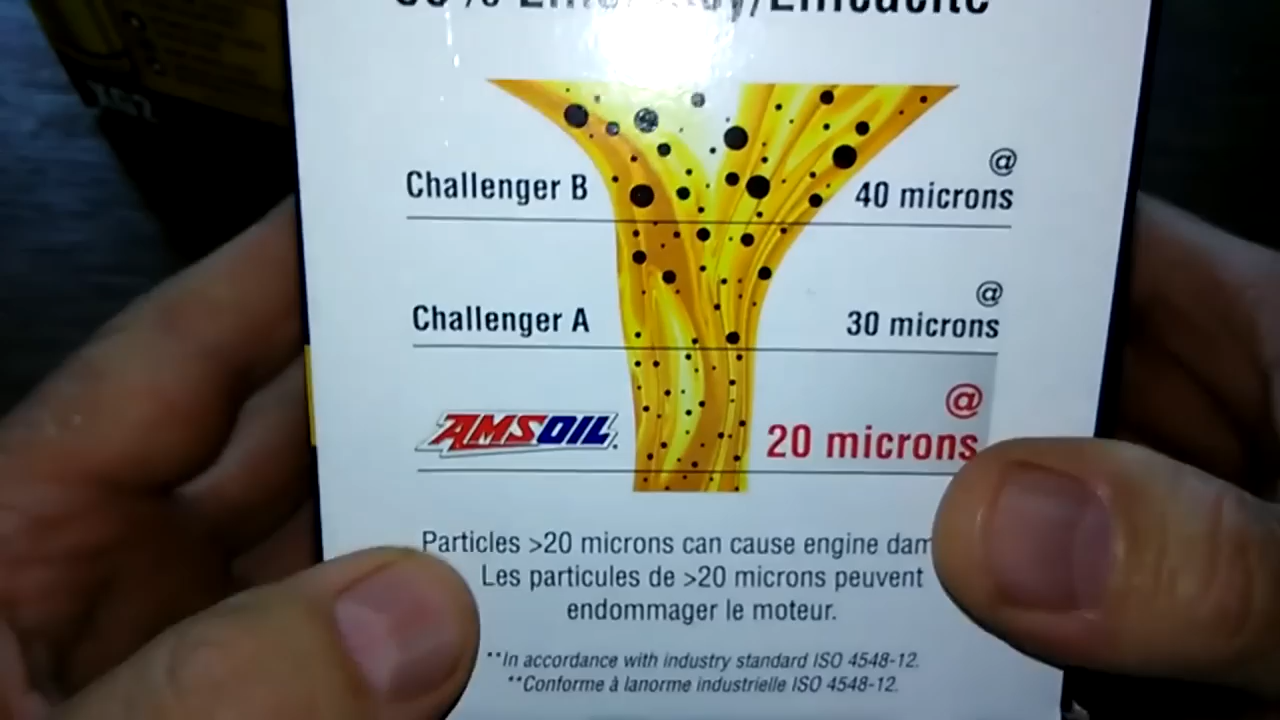 Efficiency/Efficacité
@
Challenger B 40 microns
@
Challenger A 30 microns
@
AMSOIL. 20 microns
Particles >20 microns can cause engine dam
Les particules de >20 microns peuvent
endommager le moteur.
**In accordance with industry standard ISO 4548-12.
**Conforme à lanorme industrielle ISO 4548-12.